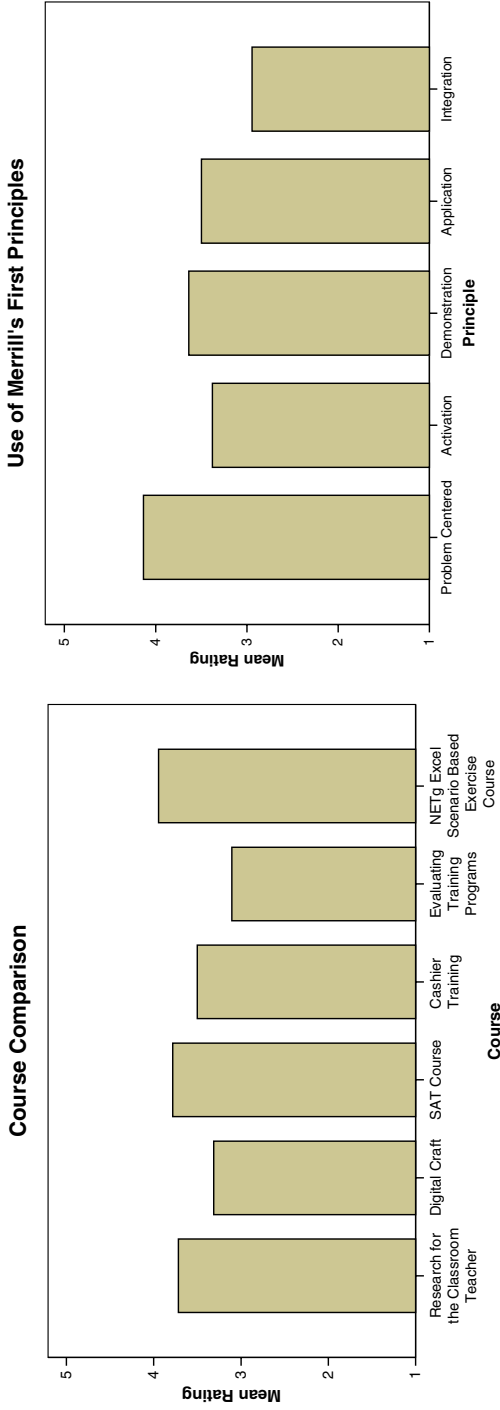 Course Comparison
5
4
3
2
1
Mean Rating
Research for
the Classroom
Teacher
Digital Craft
SAT Course
Cashier
Training
Evaluating
Training
Programs
NETg Excel
Scenario Based
Exercise
Course
Course
Use of Merrill's First Principles
5
4
3
2
1
Mean Rating
Problem Centered
Activation
Demonstration
Application
Integration
Principle